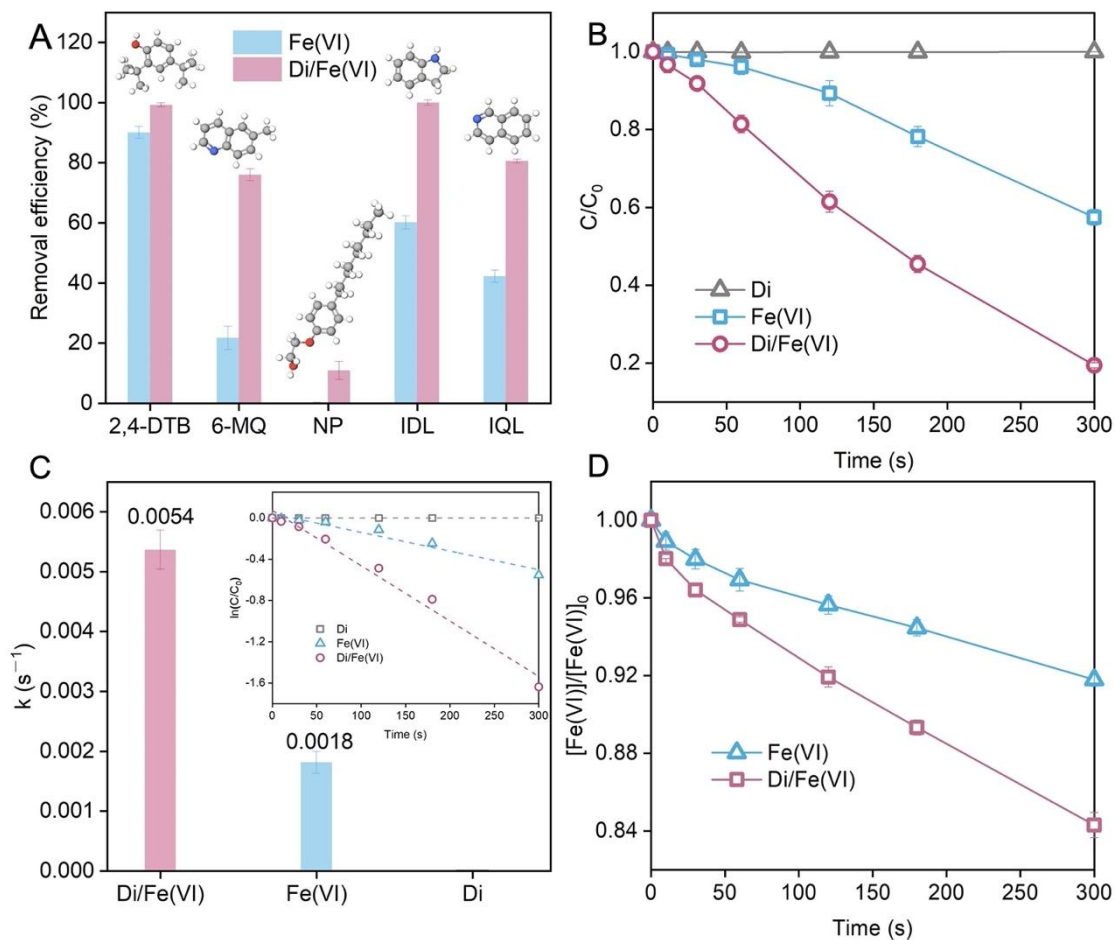 A
Removal efficiency (%)
120
100
80
60
40
20
0
Fe(VI)
Di/Fe(VI)
2,4-DTB 6-MQ NP IDL IQL
B
C/C₀
1.0
0.8
0.6
0.4
0.2
Di
Fe(VI)
Di/Fe(VI)
0 50 100 150 200 250 300
Time (s)
C
k (s⁻¹)
0.006
0.005
0.004
0.003
0.002
0.001
0.000
0.0054
0.0018
Di/Fe(VI) Fe(VI) Di
ln(C/C₀)
0.0
-0.4
-0.8
-1.2
-1.6
Di
Fe(VI)
Di/Fe(VI)
0 50 100 150 200 250 300
Time (s)
D
[Fe(VI)]/[Fe(VI)]₀
1.00
0.96
0.92
0.88
0.84
Fe(VI)
Di/Fe(VI)
0 50 100 150 200 250 300
Time (s)